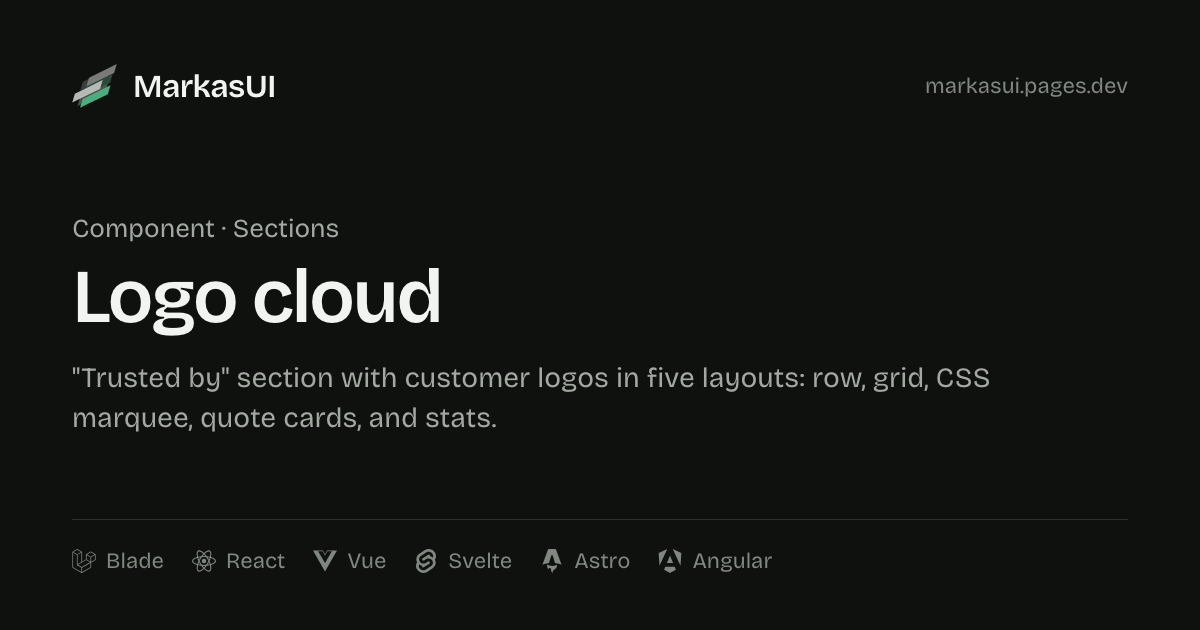 MarkasUI
markasui.pages.dev
Component · Sections
Logo cloud
"Trusted by" section with customer logos in five layouts: row, grid, CSS
marquee, quote cards, and stats.
Blade React Vue Svelte Astro Angular